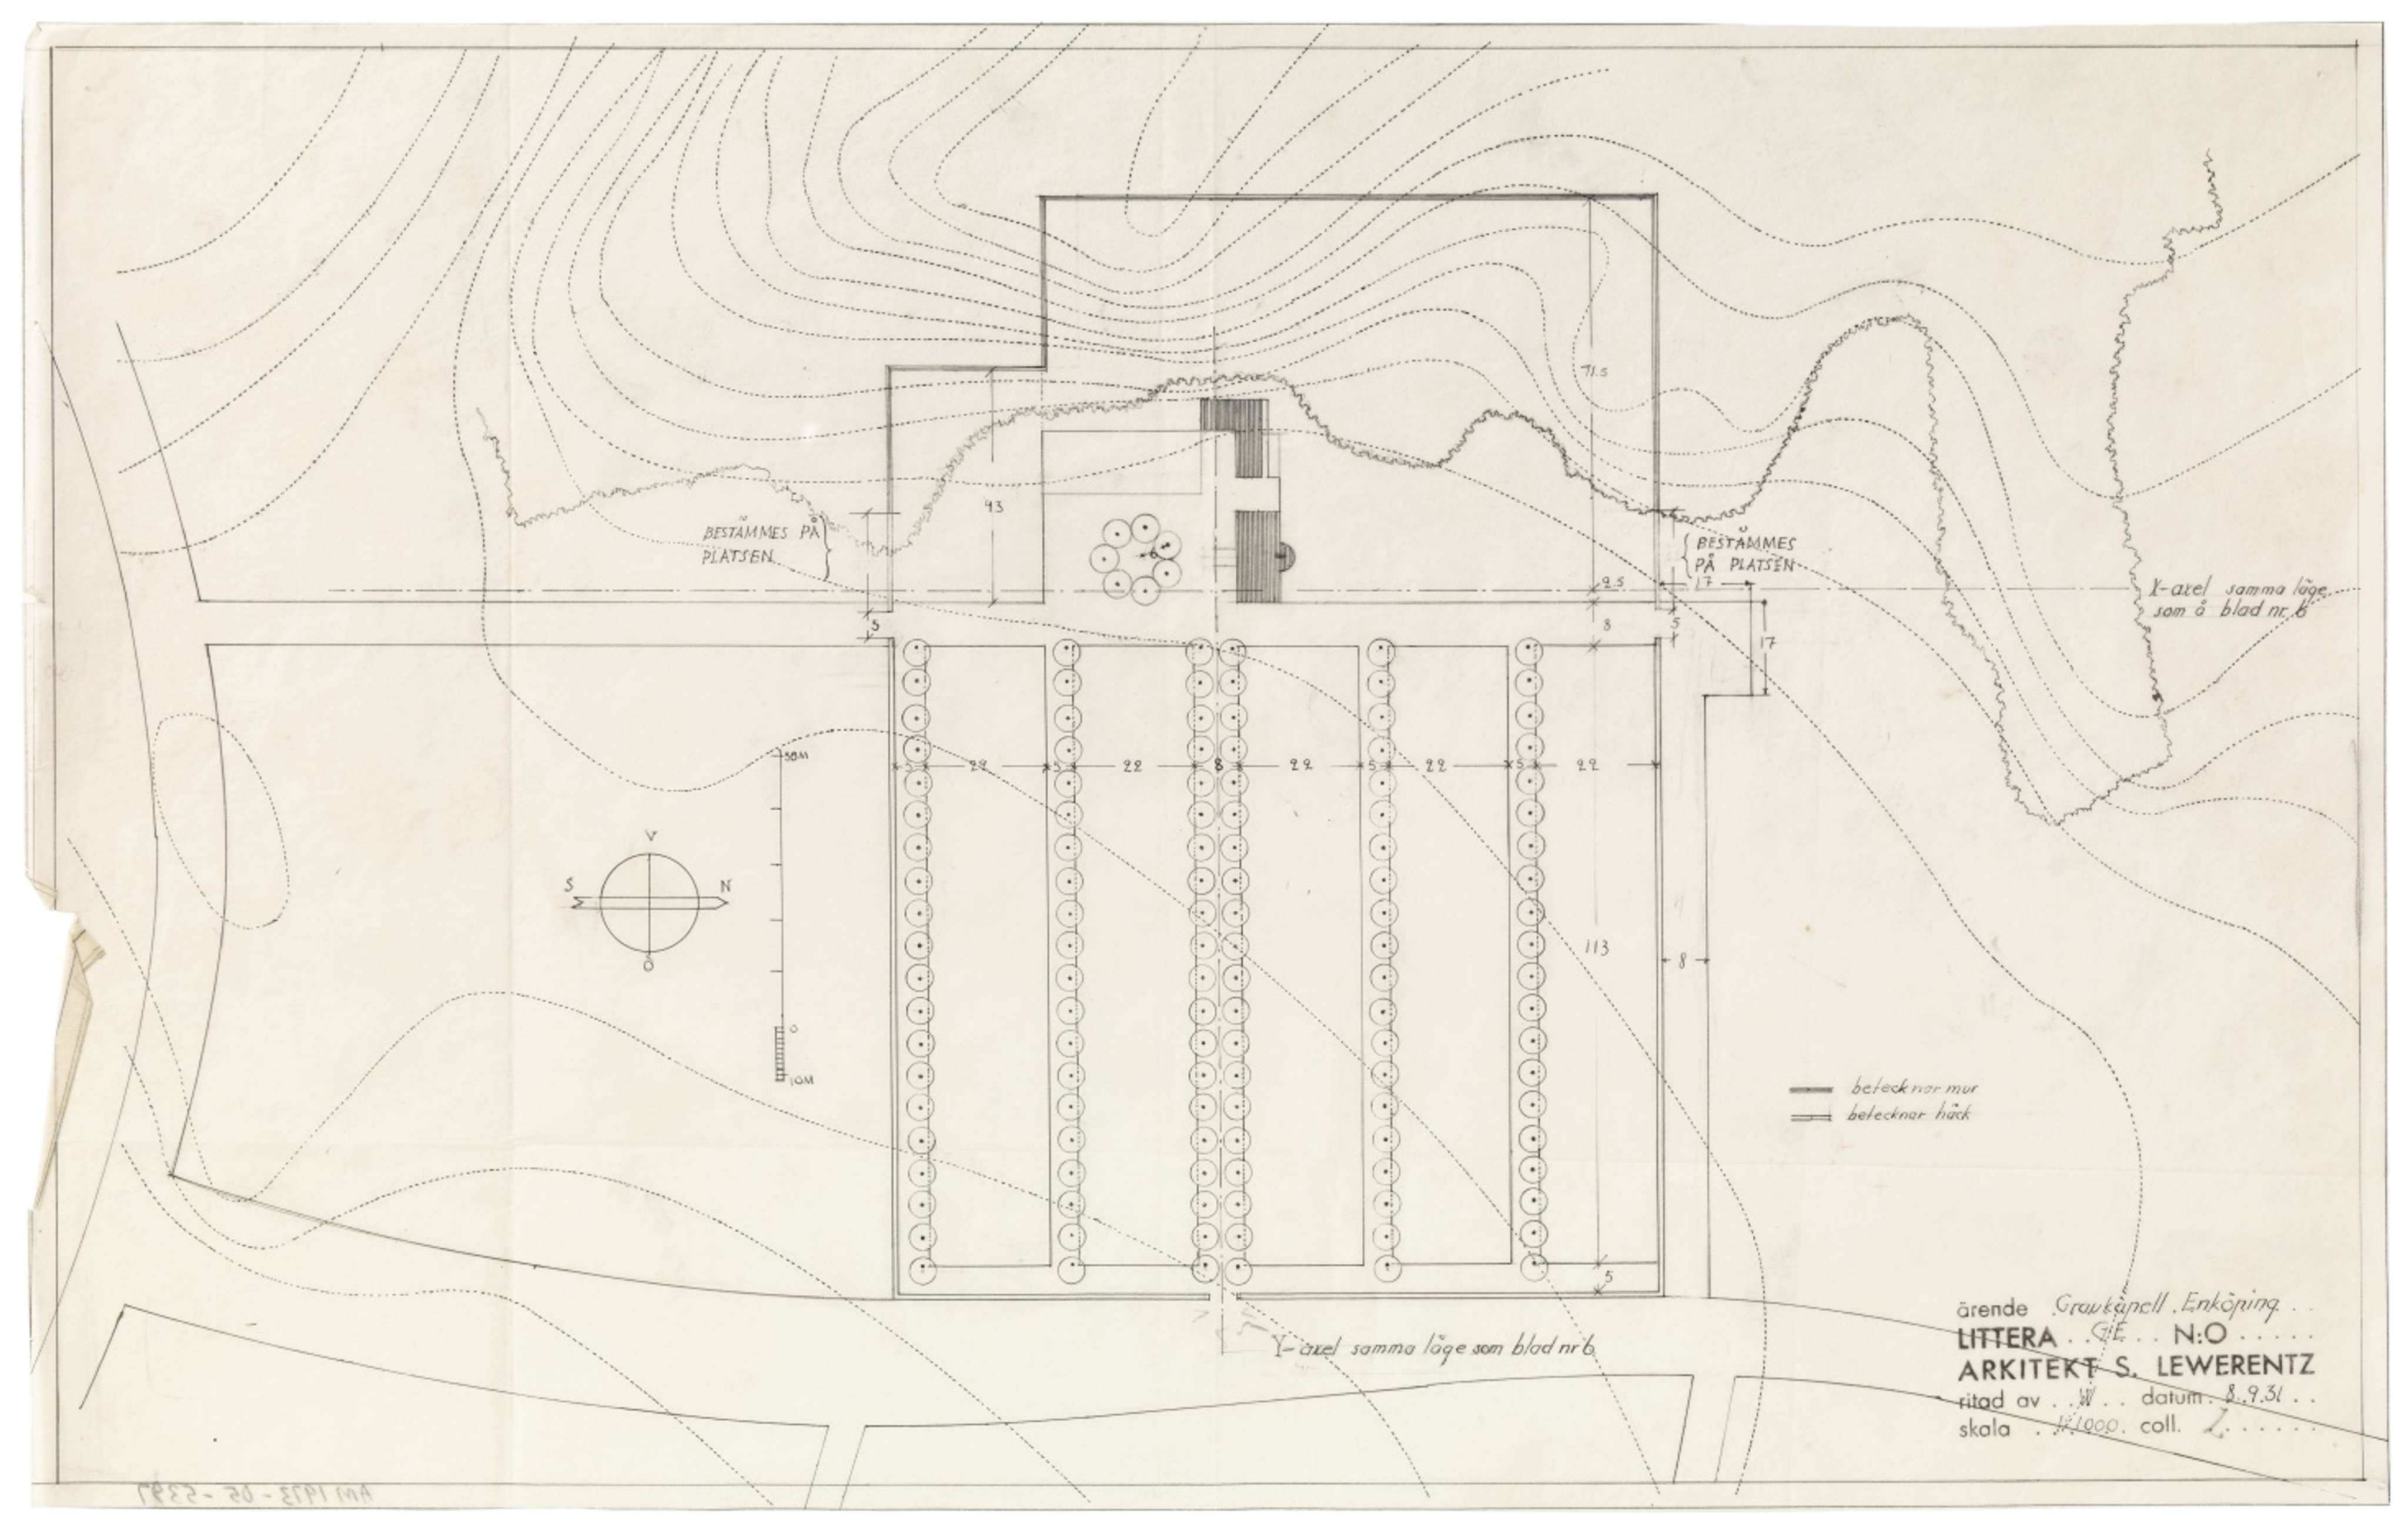 71.5
43
BESTÄMMES PÅ
PLATSEN
BESTÄMMES
PÅ PLATSEN
17
2.5
X-axel samma läge
som å blad nr. 6
5
8
5
17
50M
5 22 5 22 8 22 5 22 5 22
V
S N
Ö
113
8
0
10M
betecknar mur
betecknar häck
5
Y-axel samma läge som blad nr 6
ärende Gravkapell. Enköping
LITTERA GE N:O
ARKITEKT S. LEWERENTZ
ritad av W datum 8.9.31
skala 1:1000 coll. L
AM 1973-05-5397